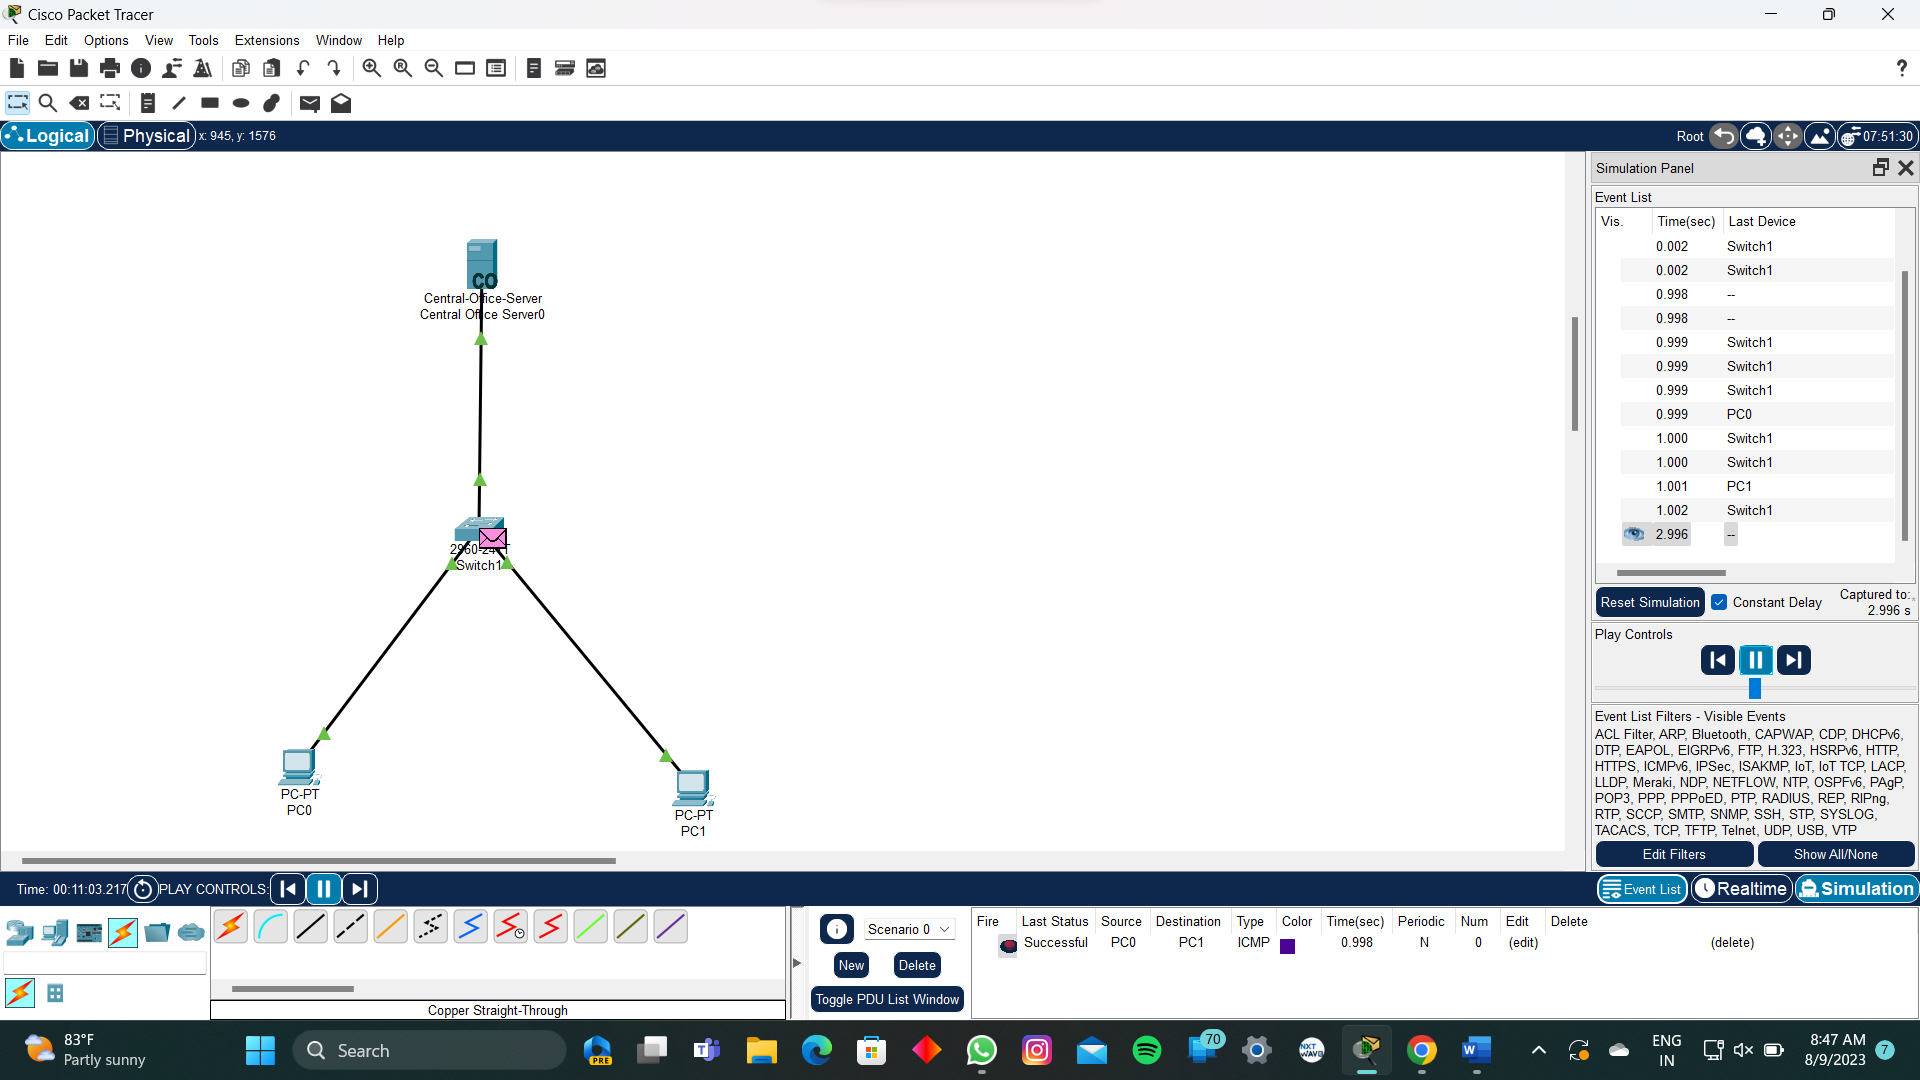 Cisco Packet Tracer
File Edit Options View Tools Extensions Window Help
?
Logical Physical x: 945, y: 1576 Root 07:51:30
Simulation Panel
Event List
Vis. Time(sec) Last Device
0.002 Switch1
0.002 Switch1
0.998 --
0.998 --
0.999 Switch1
0.999 Switch1
0.999 Switch1
0.999 PC0
1.000 Switch1
1.000 Switch1
1.001 PC1
1.002 Switch1
2.996 --
Reset Simulation Constant Delay Captured to:
2.996 s
Play Controls
Event List Filters - Visible Events
ACL Filter, ARP, Bluetooth, CAPWAP, CDP, DHCPv6,
DTP, EAPOL, EIGRPv6, FTP, H.323, HSRPv6, HTTP,
HTTPS, ICMPv6, IPSec, ISAKMP, IoT, IoT TCP, LACP,
LLDP, Meraki, NDP, NETFLOW, NTP, OSPFv6, PAgP,
POP3, PPP, PPPoED, PTP, RADIUS, REP, RIPng,
RTP, SCCP, SMTP, SNMP, SSH, STP, SYSLOG,
TACACS, TCP, TFTP, Telnet, UDP, USB, VTP
Edit Filters Show All/None
CO
Central-Office-Server
Central Office Server0
Switch1
PC-PT
PC0
PC-PT
PC1
Time: 00:11:03.217 PLAY CONTROLS:
Event List Realtime Simulation
Scenario 0
New Delete
Toggle PDU List Window
Copper Straight-Through
Fire Last Status Source Destination Type Color Time(sec) Periodic Num Edit Delete
Successful PC0 PC1 ICMP 0.998 N 0 (edit) (delete)
83°F
Partly sunny
Search
PRE
70
NXT
WAVE
ENG
IN
8:47 AM
8/9/2023
7